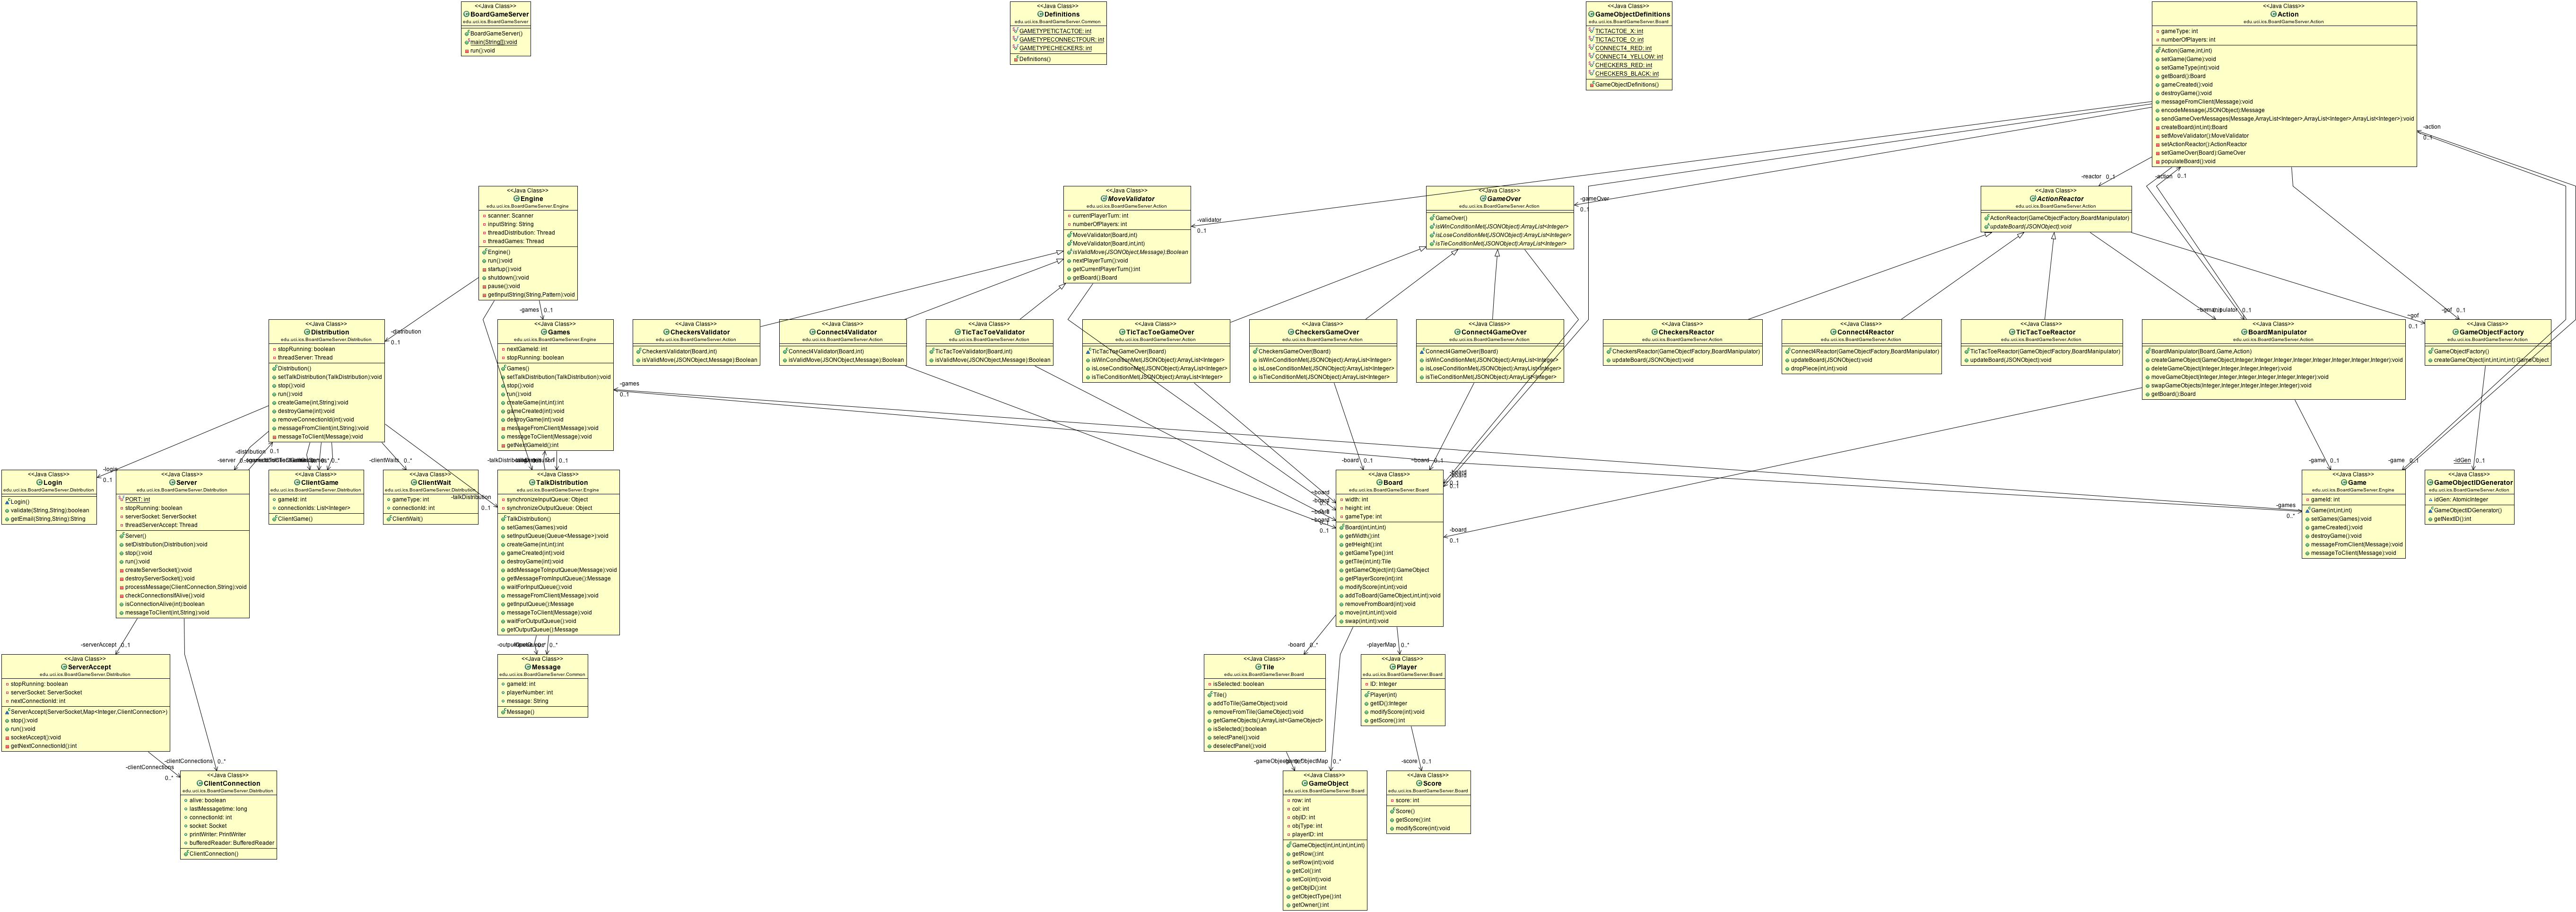 <<Java Class>>
BoardGameServer
edu.uci.ics.BoardGameServer
BoardGameServer()
main(String[]):void
run():void
<<Java Class>>
Definitions
edu.uci.ics.BoardGameServer.Common
GAMETYPETICTACTOE: int
GAMETYPECONNECTFOUR: int
GAMETYPECHECKERS: int
Definitions()
<<Java Class>>
GameObjectDefinitions
edu.uci.ics.BoardGameServer.Board
TICTACTOE_X: int
TICTACTOE_O: int
CONNECT4_RED: int
CONNECT4_YELLOW: int
CHECKERS_RED: int
CHECKERS_BLACK: int
GameObjectDefinitions()
<<Java Class>>
Action
edu.uci.ics.BoardGameServer.Action
gameType: int
numberOfPlayers: int
Action(Game,int,int)
setGame(Game):void
setGameType(int):void
getBoard():Board
gameCreated():void
destroyGame():void
messageFromClient(Message):void
encodeMessage(JSONObject):Message
sendGameOverMessages(Message,ArrayList<Integer>,ArrayList<Integer>,ArrayList<Integer>):void
createBoard(int,int):Board
setMoveValidator():MoveValidator
setActionReactor():ActionReactor
setGameOver(Board):GameOver
populateBoard():void
-action
0..1
-reactor 0..1
-action 0..1
-gameOver
0..1
-validator
0..1
<<Java Class>>
Engine
edu.uci.ics.BoardGameServer.Engine
scanner: Scanner
inputString: String
threadDistribution: Thread
threadGames: Thread
Engine()
run():void
startup():void
shutdown():void
pause():void
getInputString(String,Pattern):void
<<Java Class>>
MoveValidator
edu.uci.ics.BoardGameServer.Action
currentPlayerTurn: int
numberOfPlayers: int
MoveValidator(Board,int)
MoveValidator(Board,int,int)
isValidMove(JSONObject,Message):Boolean
nextPlayerTurn():void
getCurrentPlayerTurn():int
getBoard():Board
<<Java Class>>
GameOver
edu.uci.ics.BoardGameServer.Action
GameOver()
isWinConditionMet(JSONObject):ArrayList<Integer>
isLoseConditionMet(JSONObject):ArrayList<Integer>
isTieConditionMet(JSONObject):ArrayList<Integer>
<<Java Class>>
ActionReactor
edu.uci.ics.BoardGameServer.Action
ActionReactor(GameObjectFactory,BoardManipulator)
updateBoard(JSONObject):void
-games 0..1
-distribution
0..1
0..1
-gof 0..1
~gof
0..1
<<Java Class>>
Distribution
edu.uci.ics.BoardGameServer.Distribution
stopRunning: boolean
threadServer: Thread
Distribution()
setTalkDistribution(TalkDistribution):void
stop():void
run():void
createGame(int,String):void
destroyGame(int):void
removeConnectionId(int):void
messageFromClient(int,String):void
messageToClient(Message):void
<<Java Class>>
Games
edu.uci.ics.BoardGameServer.Engine
nextGameId: int
stopRunning: boolean
Games()
setTalkDistribution(TalkDistribution):void
stop():void
run():void
createGame(int,int):int
gameCreated(int):void
destroyGame(int):void
messageFromClient(Message):void
messageToClient(Message):void
getNextGameId():int
-games
0..1
<<Java Class>>
CheckersValidator
edu.uci.ics.BoardGameServer.Action
CheckersValidator(Board,int)
isValidMove(JSONObject,Message):Boolean
<<Java Class>>
Connect4Validator
edu.uci.ics.BoardGameServer.Action
Connect4Validator(Board,int)
isValidMove(JSONObject,Message):Boolean
<<Java Class>>
TicTacToeValidator
edu.uci.ics.BoardGameServer.Action
TicTacToeValidator(Board,int)
isValidMove(JSONObject,Message):Boolean
<<Java Class>>
TicTacToeGameOver
edu.uci.ics.BoardGameServer.Action
TicTacToeGameOver(Board)
isWinConditionMet(JSONObject):ArrayList<Integer>
isLoseConditionMet(JSONObject):ArrayList<Integer>
isTieConditionMet(JSONObject):ArrayList<Integer>
<<Java Class>>
CheckersGameOver
edu.uci.ics.BoardGameServer.Action
CheckersGameOver(Board)
isWinConditionMet(JSONObject):ArrayList<Integer>
isLoseConditionMet(JSONObject):ArrayList<Integer>
isTieConditionMet(JSONObject):ArrayList<Integer>
<<Java Class>>
Connect4GameOver
edu.uci.ics.BoardGameServer.Action
Connect4GameOver(Board)
isWinConditionMet(JSONObject):ArrayList<Integer>
isLoseConditionMet(JSONObject):ArrayList<Integer>
isTieConditionMet(JSONObject):ArrayList<Integer>
<<Java Class>>
CheckersReactor
edu.uci.ics.BoardGameServer.Action
CheckersReactor(GameObjectFactory,BoardManipulator)
updateBoard(JSONObject):void
<<Java Class>>
Connect4Reactor
edu.uci.ics.BoardGameServer.Action
Connect4Reactor(GameObjectFactory,BoardManipulator)
updateBoard(JSONObject):void
dropPiece(int,int):void
<<Java Class>>
TicTacToeReactor
edu.uci.ics.BoardGameServer.Action
TicTacToeReactor(GameObjectFactory,BoardManipulator)
updateBoard(JSONObject):void
<<Java Class>>
BoardManipulator
edu.uci.ics.BoardGameServer.Action
BoardManipulator(Board,Game,Action)
createGameObject(GameObject,Integer,Integer,Integer,Integer,Integer,Integer,Integer):void
deleteGameObject(Integer,Integer,Integer,Integer):void
moveGameObject(Integer,Integer,Integer,Integer,Integer,Integer):void
swapGameObjects(Integer,Integer,Integer,Integer,Integer):void
getBoard():Board
<<Java Class>>
GameObjectFactory
edu.uci.ics.BoardGameServer.Action
GameObjectFactory()
createGameObject(int,int,int,int):GameObject
-login
0..1
-server
-distribution
0..1
-clientWaits 0..*
-talkDistribution
0..1
0..1
-board 0..1
-board 0..1
-board
0..1
-board
0..1
-game 0..1
-game 0..1
-idGen 0..1
-games
0..*
<<Java Class>>
Login
edu.uci.ics.BoardGameServer.Distribution
Login()
validate(String,String):boolean
getEmail(String,String):String
<<Java Class>>
Server
edu.uci.ics.BoardGameServer.Distribution
PORT: int
stopRunning: boolean
serverSocket: ServerSocket
threadServerAccept: Thread
Server()
setDistribution(Distribution):void
stop():void
run():void
createServerSocket():void
destroyServerSocket():void
processMessage(ClientConnection,String):void
checkConnectionsIfAlive():void
isConnectionAlive(int):boolean
messageToClient(int,String):void
<<Java Class>>
ClientGame
edu.uci.ics.BoardGameServer.Distribution
gameId: int
connectionIds: List<Integer>
ClientGame()
<<Java Class>>
ClientWait
edu.uci.ics.BoardGameServer.Distribution
gameType: int
connectionId: int
ClientWait()
<<Java Class>>
TalkDistribution
edu.uci.ics.BoardGameServer.Engine
synchronizeInputQueue: Object
synchronizeOutputQueue: Object
TalkDistribution()
setGames(Games):void
setInputQueue(Queue<Message>):void
createGame(int,int):int
gameCreated(int):void
destroyGame(int):void
addMessageToInputQueue(Message):void
getMessageFromInputQueue():Message
waitForInputQueue():void
messageFromClient(Message):void
getInputQueue():Message
messageToClient(Message):void
waitForOutputQueue():void
getOutputQueue():Message
<<Java Class>>
Board
edu.uci.ics.BoardGameServer.Board
width: int
height: int
gameType: int
Board(int,int,int)
getWidth():int
getHeight():int
getGameType():int
getTile(int,int):Tile
getGameObject(int):GameObject
getPlayerScore(int):int
modifyScore(int,int):void
addToBoard(GameObject,int,int):void
removeFromBoard(int):void
move(int,int,int):void
swap(int,int):void
<<Java Class>>
Game
edu.uci.ics.BoardGameServer.Engine
gameId: int
Game(int,int,int)
setGames(Games):void
gameCreated():void
destroyGame():void
messageFromClient(Message):void
messageToClient(Message):void
<<Java Class>>
GameObjectIDGenerator
edu.uci.ics.BoardGameServer.Action
idGen: AtomicInteger
GameObjectIDGenerator()
getNextID():int
-serverAccept 0..1
0..*
-board 0..*
-playerMap 0..*
<<Java Class>>
ServerAccept
edu.uci.ics.BoardGameServer.Distribution
stopRunning: boolean
serverSocket: ServerSocket
nextConnectionId: int
ServerAccept(ServerSocket,Map<Integer,ClientConnection>)
stop():void
run():void
socketAccept():void
getNextConnectionId():int
<<Java Class>>
Message
edu.uci.ics.BoardGameServer.Common
gameId: int
playerNumber: int
message: String
Message()
<<Java Class>>
Tile
edu.uci.ics.BoardGameServer.Board
isSelected: boolean
Tile()
addToTile(GameObject):void
removeFromTile(GameObject):void
getGameObjects():ArrayList<GameObject>
isSelected():boolean
selectPanel():void
deselectPanel():void
<<Java Class>>
Player
edu.uci.ics.BoardGameServer.Board
ID: Integer
Player(int)
getID():Integer
modifyScore(int):void
getScore():int
-clientConnections 0..*
-clientConnections
0..*
0..*
-score 0..1
<<Java Class>>
ClientConnection
edu.uci.ics.BoardGameServer.Distribution
alive: boolean
lastMessagetime: long
connectionId: int
socket: Socket
printWriter: PrintWriter
bufferedReader: BufferedReader
ClientConnection()
<<Java Class>>
GameObject
edu.uci.ics.BoardGameServer.Board
row: int
col: int
objID: int
objType: int
playerID: int
GameObject(int,int,int,int,int)
getRow():int
setRow(int):void
getCol():int
setCol(int):void
getObjID():int
getObjectType():int
getOwner():int
<<Java Class>>
Score
edu.uci.ics.BoardGameServer.Board
score: int
Score()
getScore():int
modifyScore(int):void